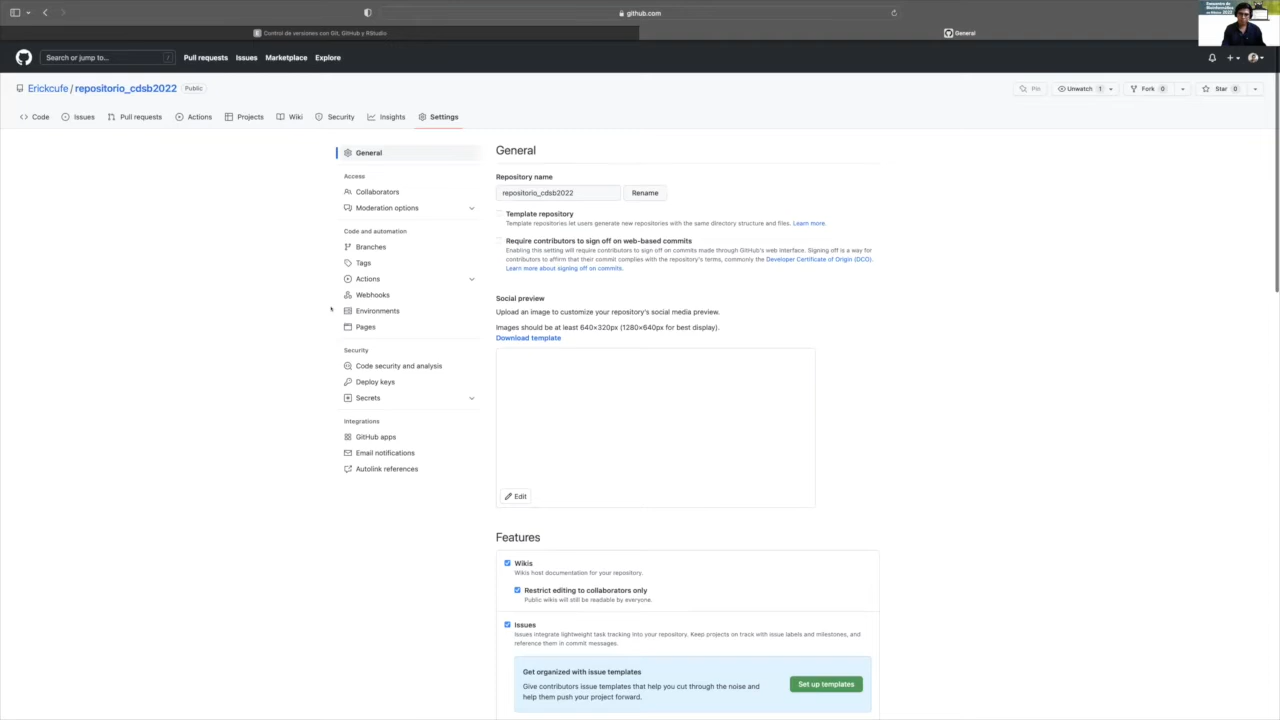 github.com
Control de versiones con Git, GitHub y RStudio
General
Search or jump to...
/
Pull requests
Issues
Marketplace
Explore
Erickcufe / repositorio_cdsb2022
Public
Pin
Unwatch 1
Fork 0
Star 0
Code
Issues
Pull requests
Actions
Projects
Wiki
Security
Insights
Settings
General
Access
Collaborators
Moderation options
Code and automation
Branches
Tags
Actions
Webhooks
Environments
Pages
Security
Code security and analysis
Deploy keys
Secrets
Integrations
GitHub apps
Email notifications
Autolink references
General
Repository name
repositorio_cdsb2022
Rename
Template repository
Template repositories let users generate new repositories with the same directory structure and files. Learn more.
Require contributors to sign off on web-based commits
Enabling this setting will require contributors to sign off on commits made through GitHub's web interface. Signing off is a way for
contributors to affirm that their commit complies with the repository's terms, commonly the Developer Certificate of Origin (DCO).
Learn more about signing off on commits.
Social preview
Upload an image to customize your repository's social media preview.
Images should be at least 640×320px (1280×640px for best display).
Download template
Edit
Features
Wikis
Wikis host documentation for your repository.
Restrict editing to collaborators only
Public wikis will still be readable by everyone.
Issues
Issues integrate lightweight task tracking into your repository. Keep projects on track with issue labels and milestones, and
reference them in commit messages.
Get organized with issue templates
Give contributors issue templates that help you cut through the noise and
help them push your project forward.
Set up templates